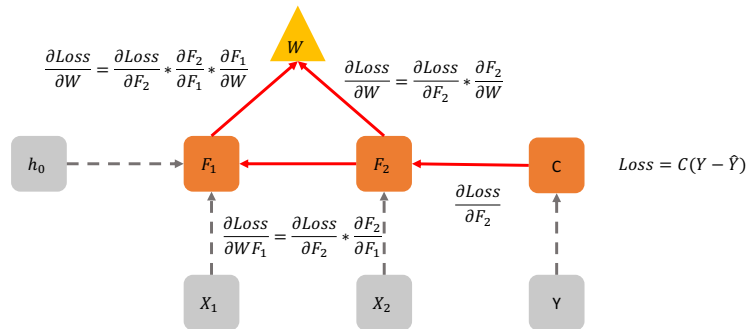 W
∂Loss/∂W = ∂Loss/∂F₂ * ∂F₂/∂F₁ * ∂F₁/∂W
∂Loss/∂W = ∂Loss/∂F₂ * ∂F₂/∂W
h₀
F₁
F₂
C
Loss = C(Y − Ŷ)
∂Loss/∂F₂
∂Loss/∂WF₁ = ∂Loss/∂F₂ * ∂F₂/∂F₁
X₁
X₂
Y